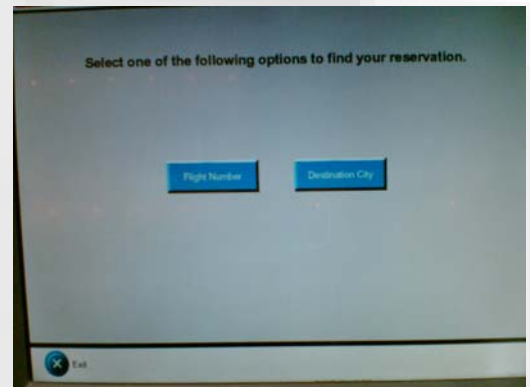 Select one of the following options to find your reservation.
Flight Number
Destination City
Exit